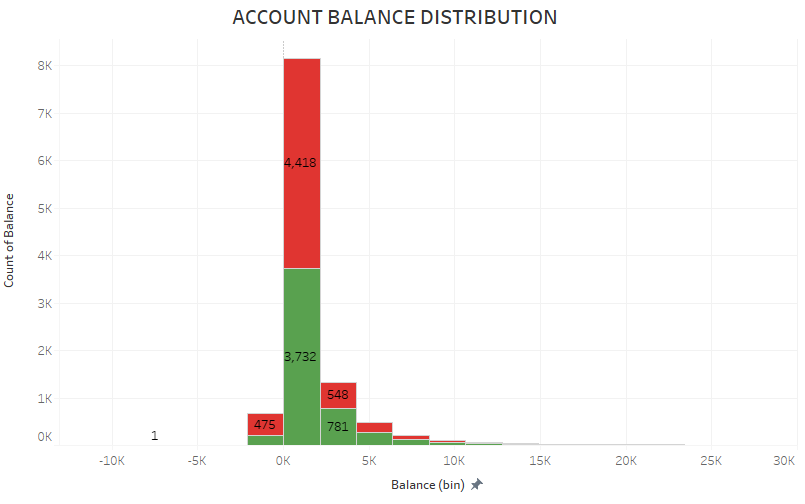 ACCOUNT BALANCE DISTRIBUTION
8K
7K
6K
5K
4K
3K
2K
1K
0K
Count of Balance
4,418
3,732
548
781
475
1
-10K -5K 0K 5K 10K 15K 20K 25K 30K
Balance (bin)